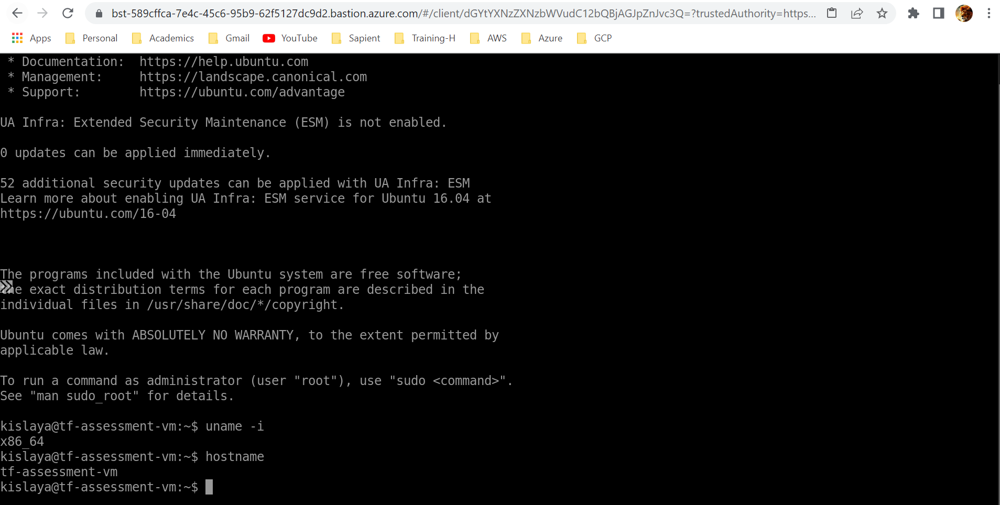 bst-589cffca-7e4c-45c6-95b9-62f5127dc9d2.bastion.azure.com/#/client/dGYtYXNzZXNzbWVudC12bQBjAGJpZnJvc3Q=?trustedAuthority=https...
Apps Personal Academics Gmail YouTube Sapient Training-H AWS Azure GCP
* Documentation: https://help.ubuntu.com
* Management: https://landscape.canonical.com
* Support: https://ubuntu.com/advantage
UA Infra: Extended Security Maintenance (ESM) is not enabled.
0 updates can be applied immediately.
52 additional security updates can be applied with UA Infra: ESM
Learn more about enabling UA Infra: ESM service for Ubuntu 16.04 at
https://ubuntu.com/16-04
The programs included with the Ubuntu system are free software;
the exact distribution terms for each program are described in the
individual files in /usr/share/doc/*/copyright.
Ubuntu comes with ABSOLUTELY NO WARRANTY, to the extent permitted by
applicable law.
To run a command as administrator (user "root"), use "sudo <command>".
See "man sudo_root" for details.
kislaya@tf-assessment-vm:~$ uname -i
x86_64
kislaya@tf-assessment-vm:~$ hostname
tf-assessment-vm
kislaya@tf-assessment-vm:~$